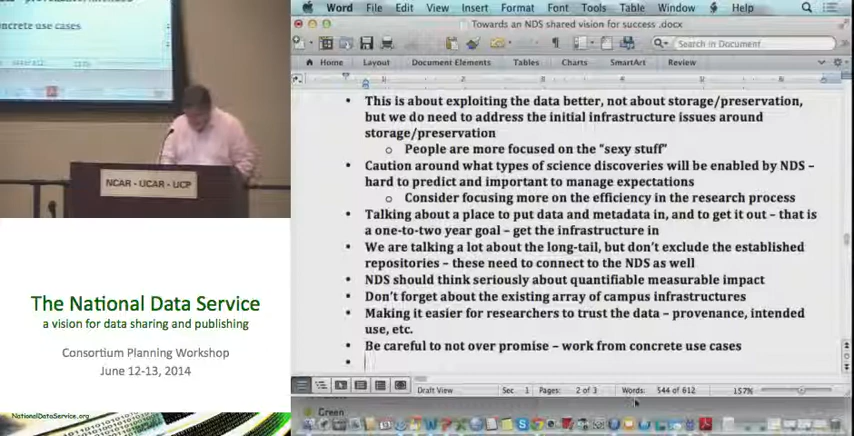 concrete use cases
NCAR - UCAR - UCP
The National Data Service
a vision for data sharing and publishing
Consortium Planning Workshop
June 12-13, 2014
NationalDataService.org
Word File Edit View Insert Format Font Tools Table Window Help
Towards an NDS shared vision for success .docx
Search in Document
Home Layout Document Elements Tables Charts SmartArt Review
• This is about exploiting the data better, not about storage/preservation,
but we do need to address the initial infrastructure issues around
storage/preservation
o People are more focused on the "sexy stuff"
• Caution around what types of science discoveries will be enabled by NDS –
hard to predict and important to manage expectations
o Consider focusing more on the efficiency in the research process
• Talking about a place to put data and metadata in, and to get it out – that is
a one-to-two year goal – get the infrastructure in
• We are talking a lot about the long-tail, but don't exclude the established
repositories – these need to connect to the NDS as well
• NDS should think seriously about quantifiable measurable impact
• Don't forget about the existing array of campus infrastructures
• Making it easier for researchers to trust the data – provenance, intended
use, etc.
• Be careful to not over promise – work from concrete use cases
•
Draft View Sec 1 Pages: 2 of 3 Words: 544 of 612 157%
Green